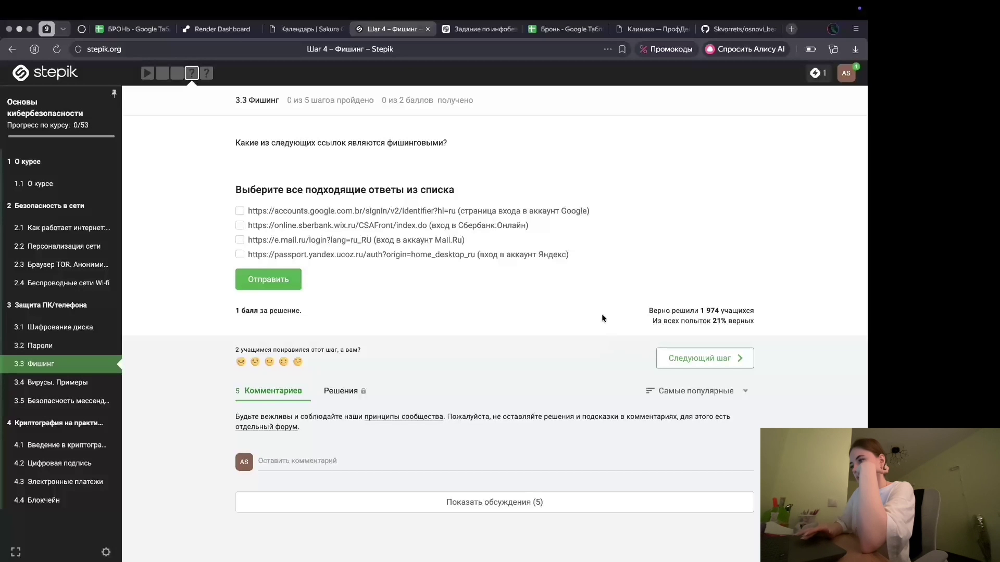 9
БРОНЬ - Google Таб
Render Dashboard
Календарь | Sakura
Шаг 4 – Фишинг
Задание по инфобе
Бронь - Google Табл
Клиника — ПрофДе
Skvorrets/osnovi_be
stepik.org
Шаг 4 – Фишинг – Stepik
Промокоды
Спросить Алису AI
stepik
? ?
1
AS
1
Основы
кибербезопасности
Прогресс по курсу: 0/53
1 О курсе
1.1 О курсе
2 Безопасность в сети
2.1 Как работает интернет:...
2.2 Персонализация сети
2.3 Браузер TOR. Аноними...
2.4 Беспроводные сети Wi-fi
3 Защита ПК/телефона
3.1 Шифрование диска
3.2 Пароли
3.3 Фишинг
3.4 Вирусы. Примеры
3.5 Безопасность мессенд...
4 Криптография на практи...
4.1 Введение в криптогра...
4.2 Цифровая подпись
4.3 Электронные платежи
4.4 Блокчейн
3.3 Фишинг 0 из 5 шагов пройдено 0 из 2 баллов получено
Какие из следующих ссылок являются фишинговыми?
Выберите все подходящие ответы из списка
https://accounts.google.com.br/signin/v2/identifier?hl=ru (страница входа в аккаунт Google)
https://online.sberbank.wix.ru/CSAFront/index.do (вход в Сбербанк.Онлайн)
https://e.mail.ru/login?lang=ru_RU (вход в аккаунт Mail.Ru)
https://passport.yandex.ucoz.ru/auth?origin=home_desktop_ru (вход в аккаунт Яндекс)
Отправить
1 балл за решение.
Верно решили 1 974 учащихся
Из всех попыток 21% верных
2 учащимся понравился этот шаг, а вам?
Следующий шаг
5 Комментариев
Решения
Самые популярные
Будьте вежливы и соблюдайте наши принципы сообщества. Пожалуйста, не оставляйте решения и подсказки в комментариях, для этого есть
отдельный форум.
AS
Оставить комментарий
Показать обсуждения (5)